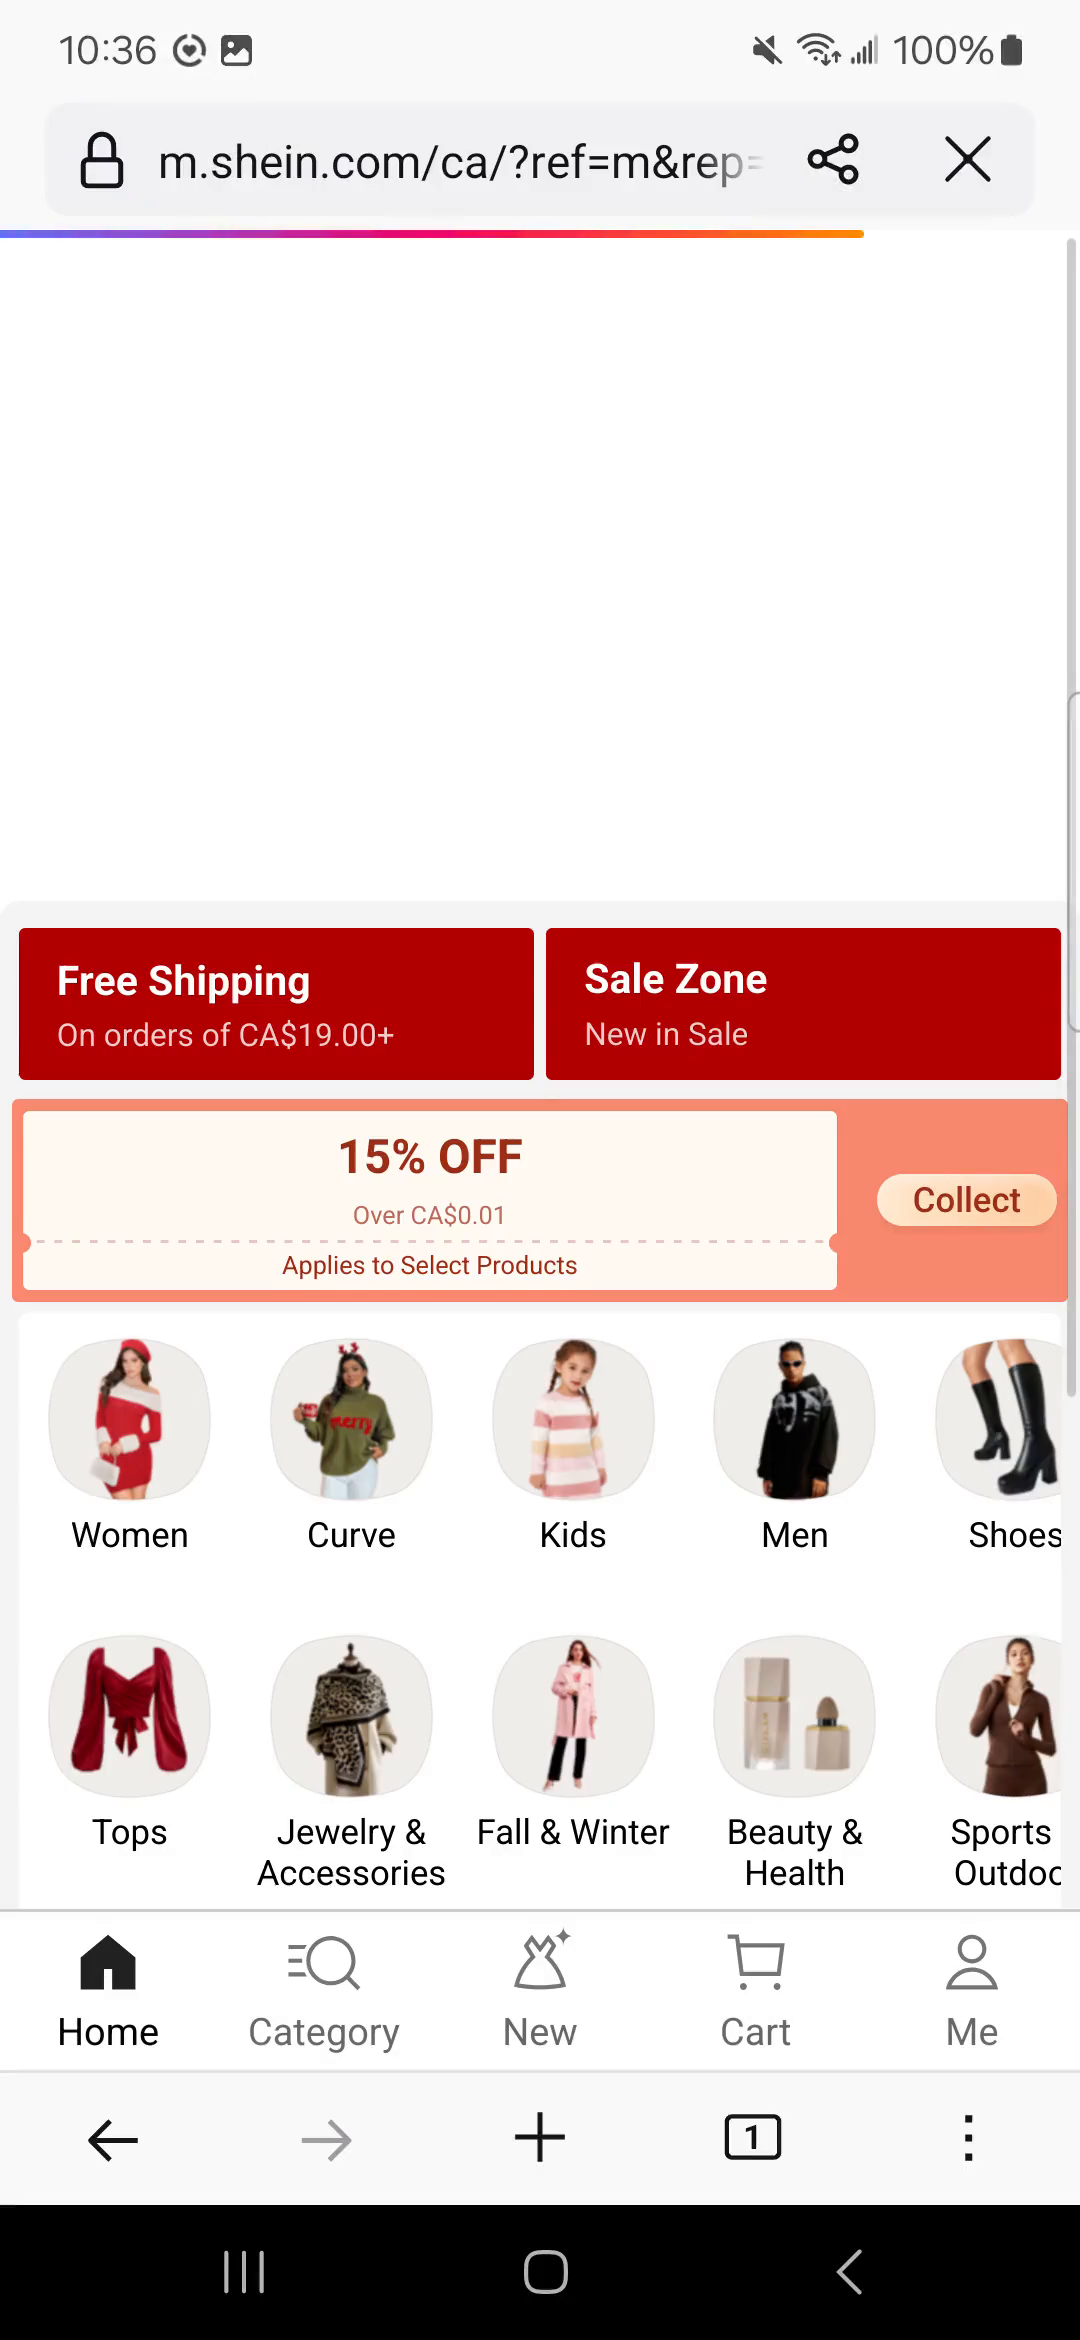 10:36
100%
m.shein.com/ca/?ref=m&rep=
Free Shipping
On orders of CA$19.00+
Sale Zone
New in Sale
15% OFF
Over CA$0.01
Applies to Select Products
Collect
merry
Women
Curve
Kids
Men
Shoes
Tops
Jewelry &
Accessories
Fall & Winter
Beauty &
Health
Sports
Outdoo
Home
Category
New
Cart
Me
1